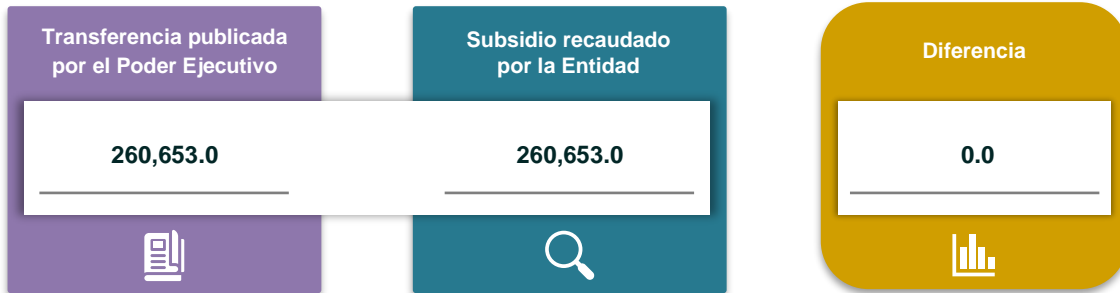 Transferencia publicada
por el Poder Ejecutivo
260,653.0
Subsidio recaudado
por la Entidad
260,653.0
Diferencia
0.0